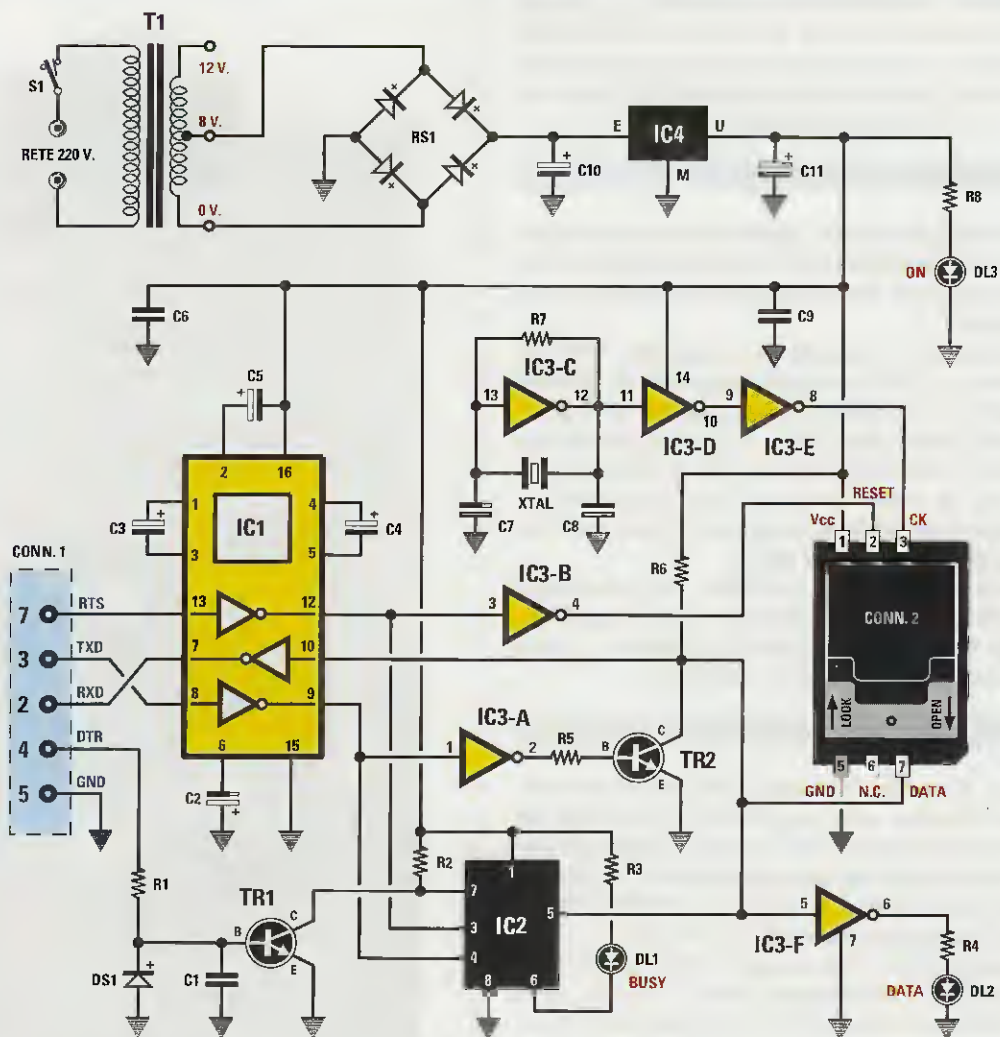 T1
S1
12 V.
8 V.
RETE 220 V.
0 V.
RS1
E
IC4
U
M
C10
C11
R8
ON
DL3
C6
C9
R7
IC3-C
13
12
11
14
10
9
8
IC3-D
IC3-E
XTAL
C7
C8
C5
2
16
1
3
4
5
IC1
C3
C4
RESET
Vcc
CK
1
2
3
R6
CONN. 2
LOOK
OPEN
5
6
7
GND
N.C.
DATA
CONN. 1
7
RTS
13
12
3
TXD
7
10
2
RXD
8
9
4
DTR
5
GND
6
15
C2
IC3-B
3
4
IC3-A
1
2
R5
B
C
E
TR2
R1
TR1
B
C
E
DS1
C1
R2
R3
1
7
3
4
5
8
6
IC2
DL1
BUSY
5
6
7
IC3-F
R4
DATA
DL2